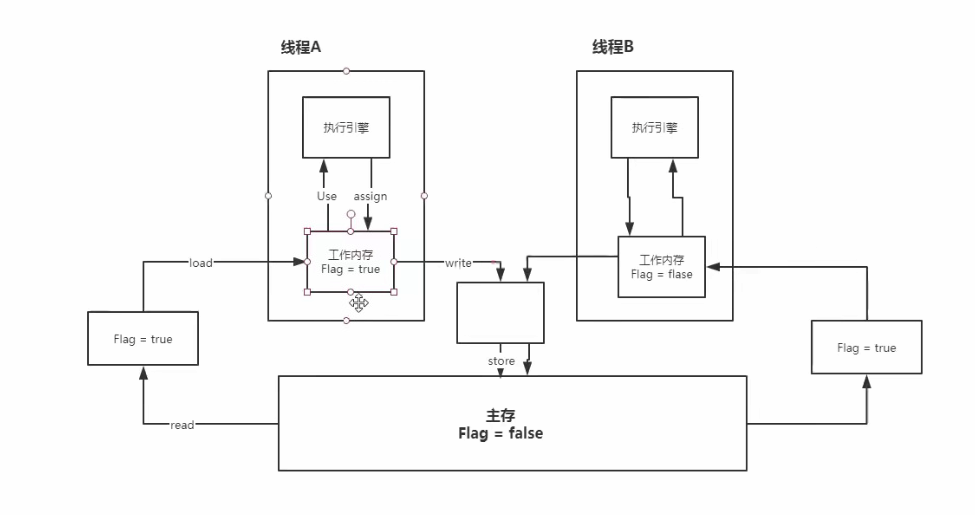 线程A
线程B
执行引擎
执行引擎
Use
assign
工作内存
Flag = true
工作内存
Flag = flase
load
write
Flag = true
Flag = true
store
主存
Flag = false
read